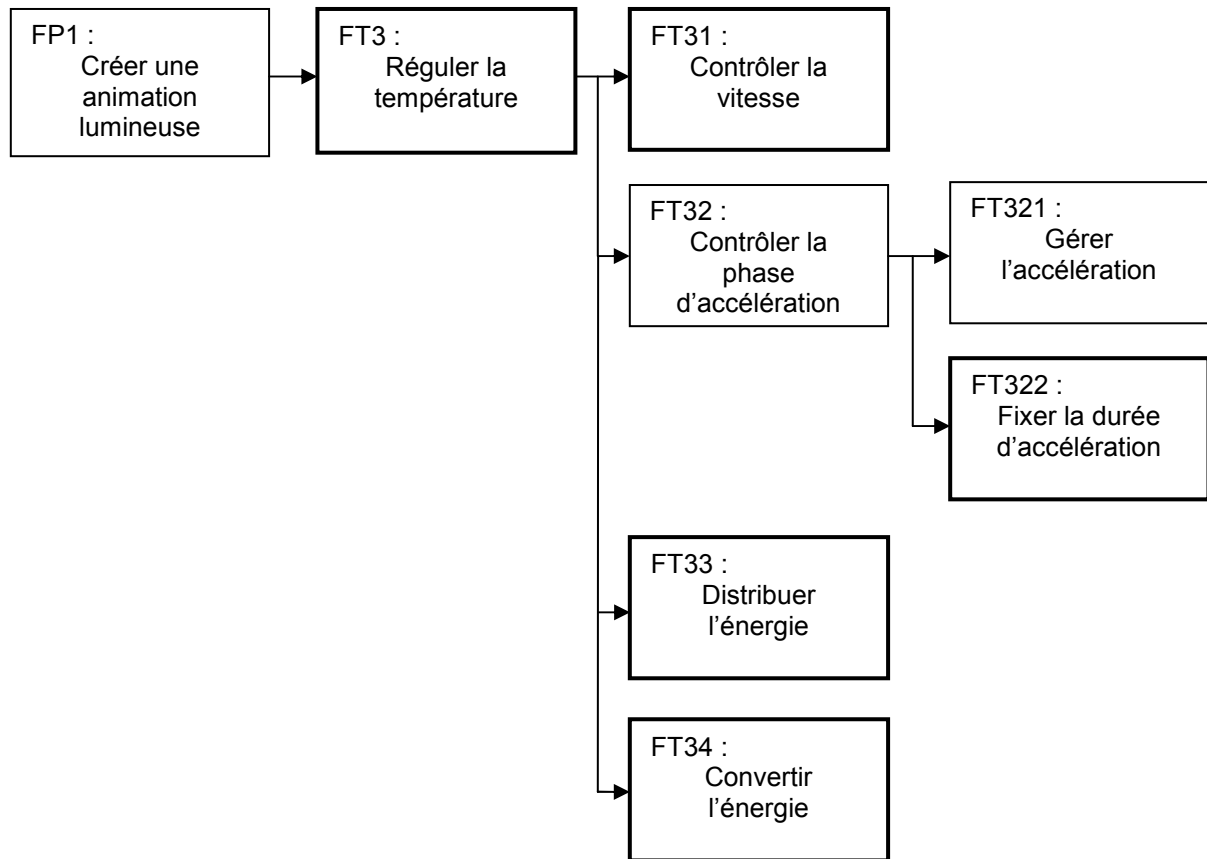 FP1 :
Créer une
animation
lumineuse
FT3 :
Réguler la
température
FT31 :
Contrôler la
vitesse
FT32 :
Contrôler la
phase
d’accélération
FT321 :
Gérer
l’accélération
FT322 :
Fixer la durée
d’accélération
FT33 :
Distribuer
l’énergie
FT34 :
Convertir
l’énergie